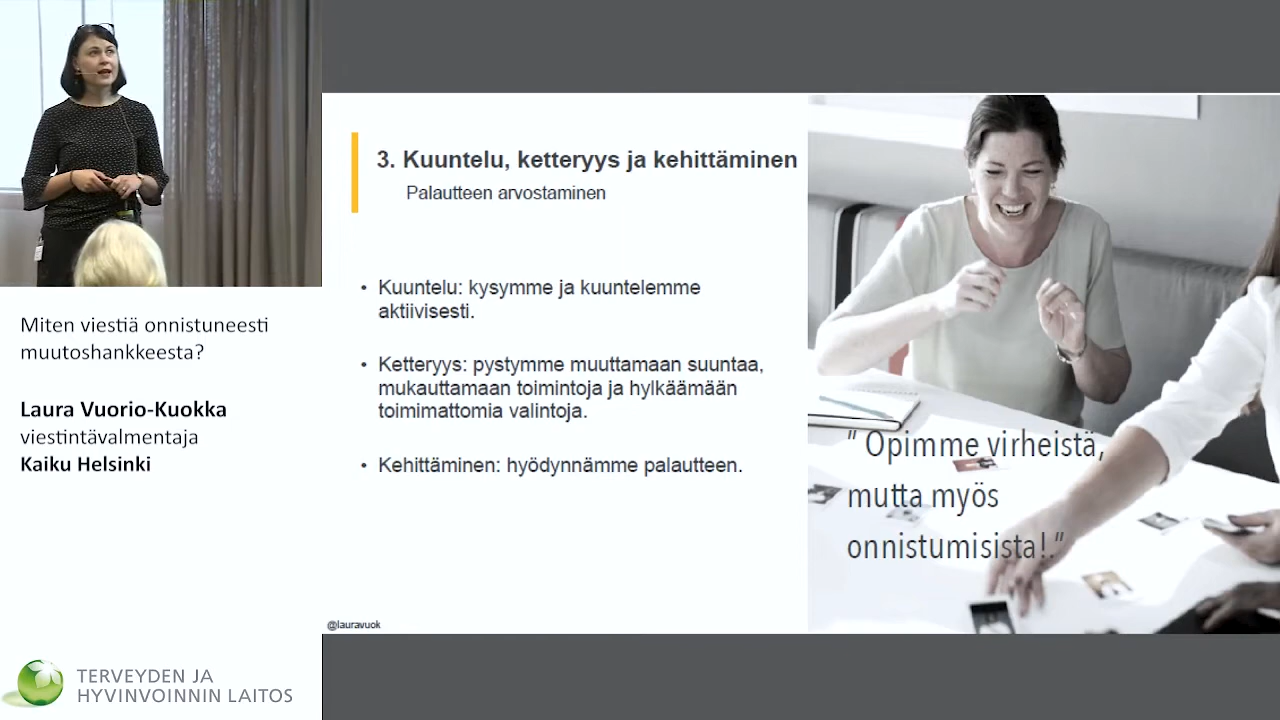 Miten viestiä onnistuneesti
muutoshankkeesta?
Laura Vuorio-Kuokka
viestintävalmentaja
Kaiku Helsinki
TERVEYDEN JA
HYVINVOINNIN LAITOS
3. Kuuntelu, ketteryys ja kehittäminen
Palautteen arvostaminen
• Kuuntelu: kysymme ja kuuntelemme
aktiivisesti.
• Ketteryys: pystymme muuttamaan suuntaa,
mukauttamaan toimintoja ja hylkäämään
toimimattomia valintoja.
• Kehittäminen: hyödynnämme palautteen.
" Opimme virheistä,
mutta myös
onnistumisista!."
@lauravuok